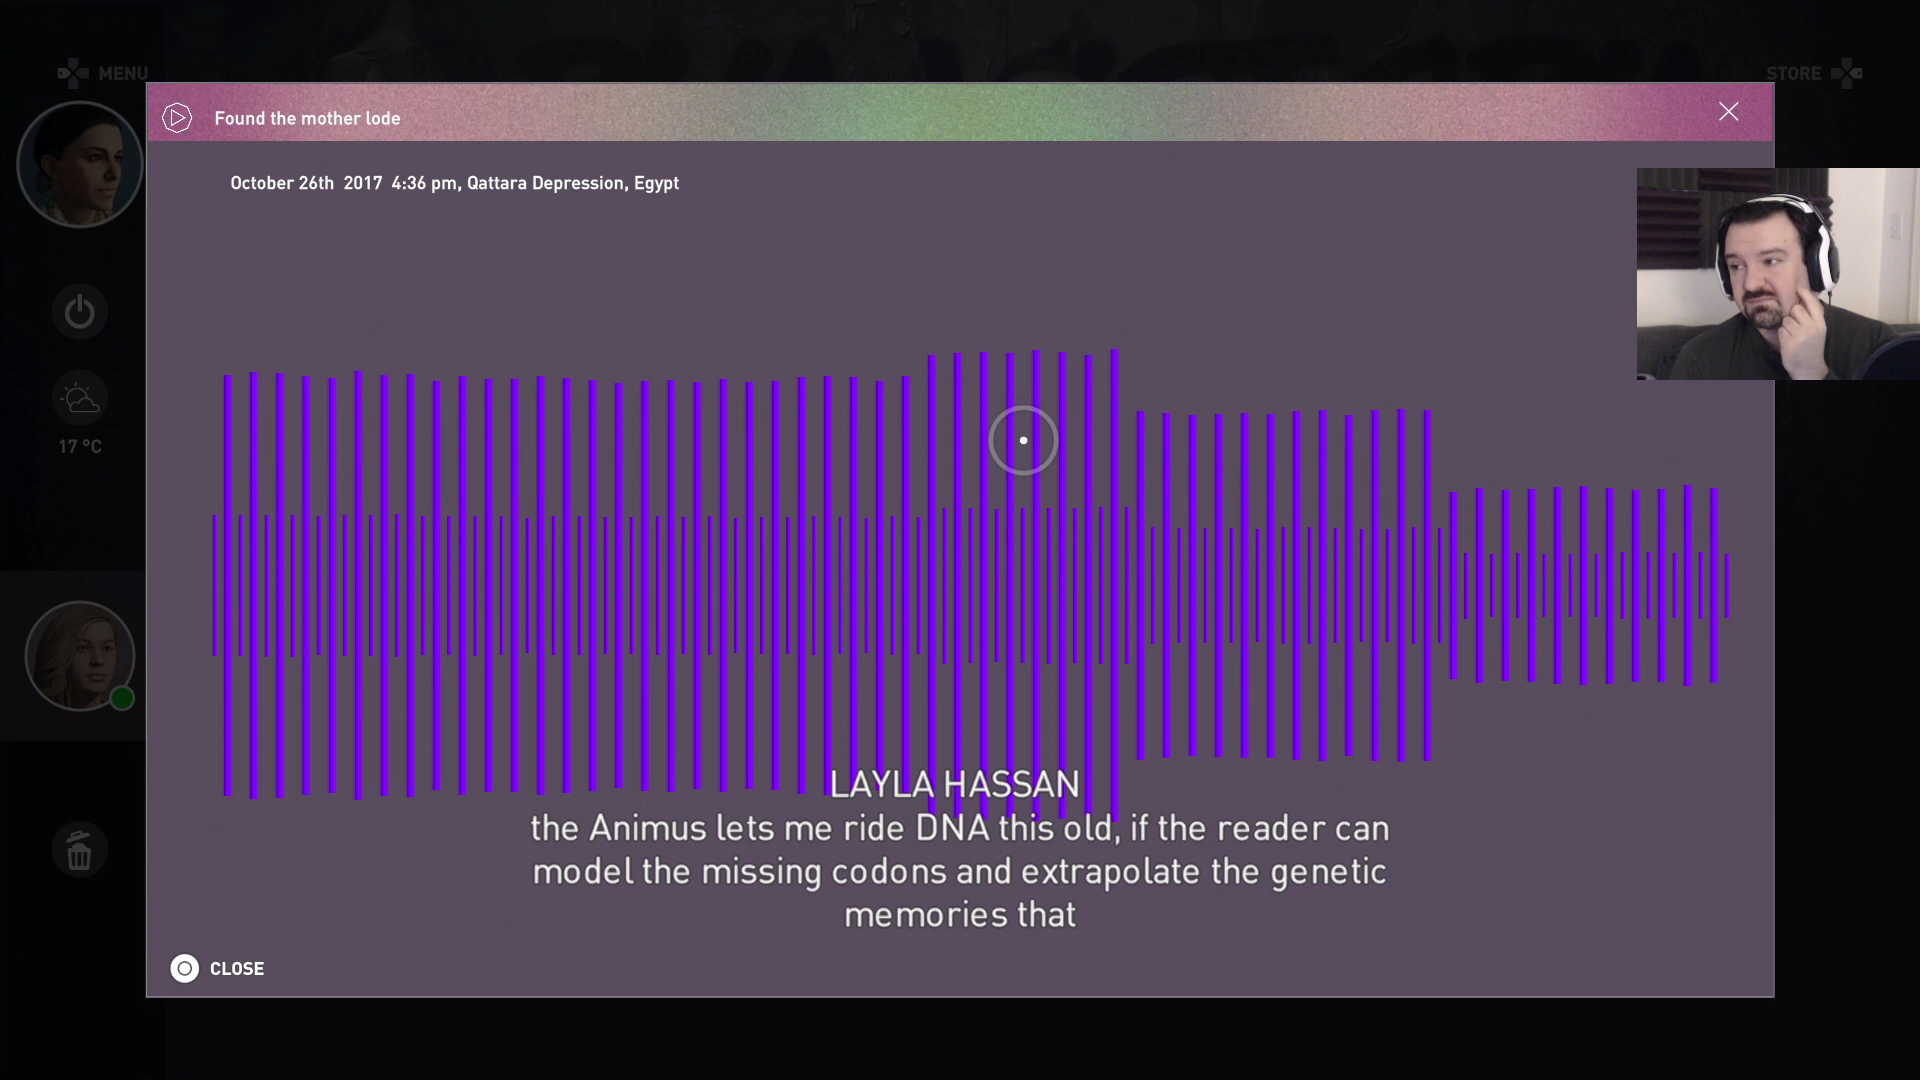 MENU
STORE
Found the mother lode
October 26th 2017 4:36 pm, Qattara Depression, Egypt
17 °C
LAYLA HASSAN
the Animus lets me ride DNA this old, if the reader can
model the missing codons and extrapolate the genetic
memories that
CLOSE